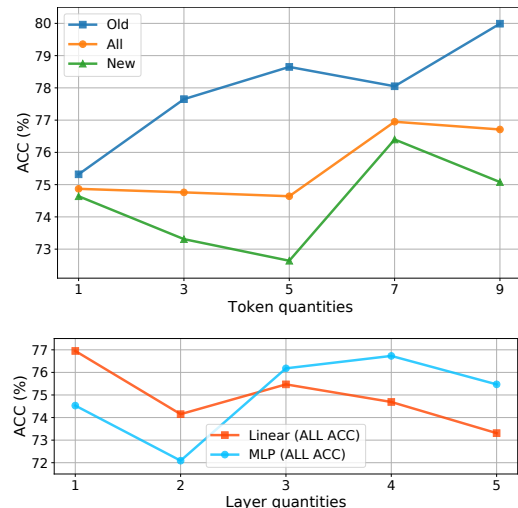 80
79
78
77
76
75
74
73
ACC (%)
Old
All
New
1 3 5 7 9
Token quantities
77
76
75
74
73
72
ACC (%)
Linear (ALL ACC)
MLP (ALL ACC)
1 2 3 4 5
Layer quantities